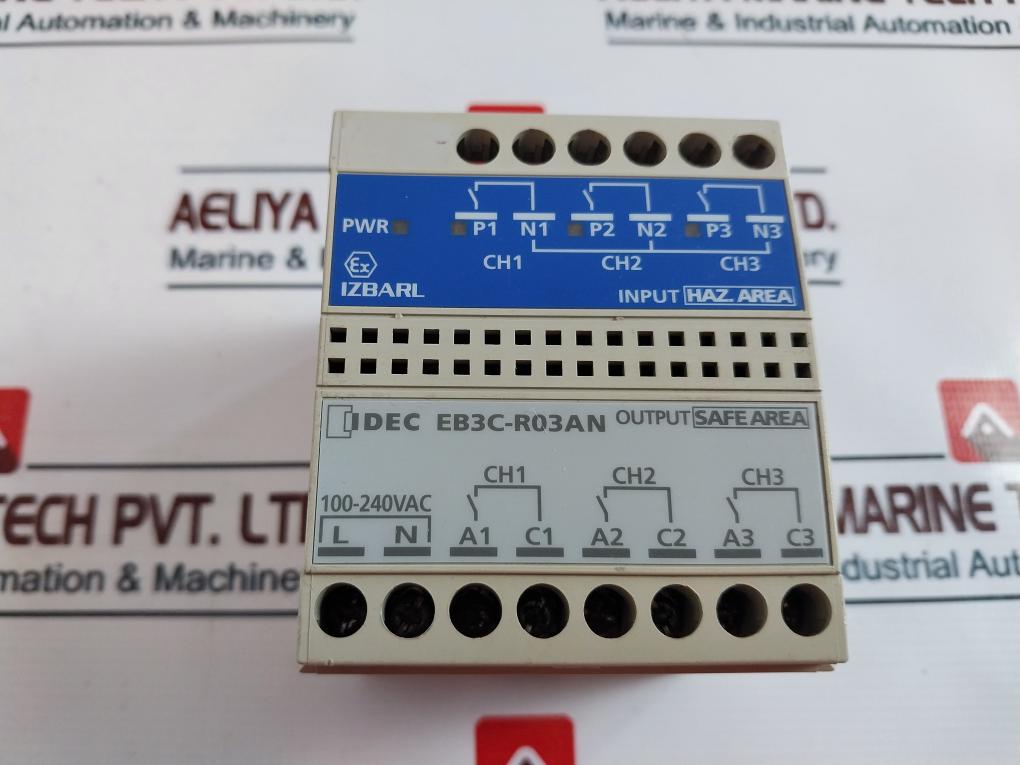 Automation & Machinery
Marine & Industrial Automation
AELIYA
D.
Marine &
PWR P1 N1 P2 N2 P3 N3
CH1 CH2 CH3
Ex
IZBARL
INPUT HAZ. AREA
IDEC EB3C-R03AN OUTPUT SAFE AREA
CH1 CH2 CH3
100-240VAC
L N A1 C1 A2 C2 A3 C3
TECH PVT. LT
MARINE
mation & Machine
dustrial Aut